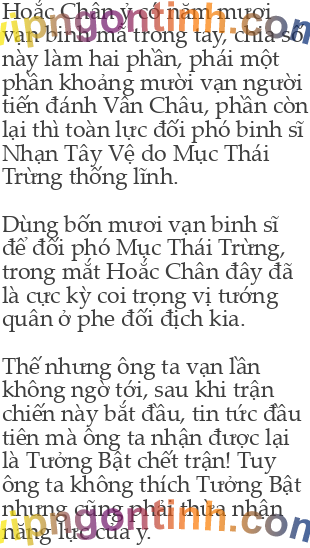 Hoắc Chân ỷ có năm mươi
vạn binh mã trong tay, chia số
này làm hai phần, phái một
phần khoảng mười vạn người
tiến đánh Vân Châu, phần còn
lại thì toàn lực đối phó binh sĩ
Nhạn Tây Vệ do Mục Thái
Trừng thống lĩnh.
Dùng bốn mươi vạn binh sĩ
để đối phó Mục Thái Trừng,
trong mắt Hoắc Chân đây đã
là cực kỳ coi trọng vị tướng
quân ở phe đối địch kia.
Thế nhưng ông ta vạn lần
không ngờ tới, sau khi trận
chiến này bắt đầu, tin tức đầu
tiên mà ông ta nhận được lại
là Tưởng Bật chết trận! Tuy
ông ta không thích Tưởng Bật
nhưng cũng phải thừa nhận
năng lực của y.
vipngontinh.com
vipngontinh.com